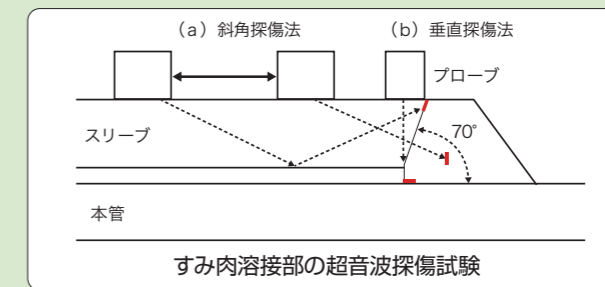 (a)斜角探傷法 (b)垂直探傷法
プローブ
スリーブ
70°
本管
すみ肉溶接部の超音波探傷試験